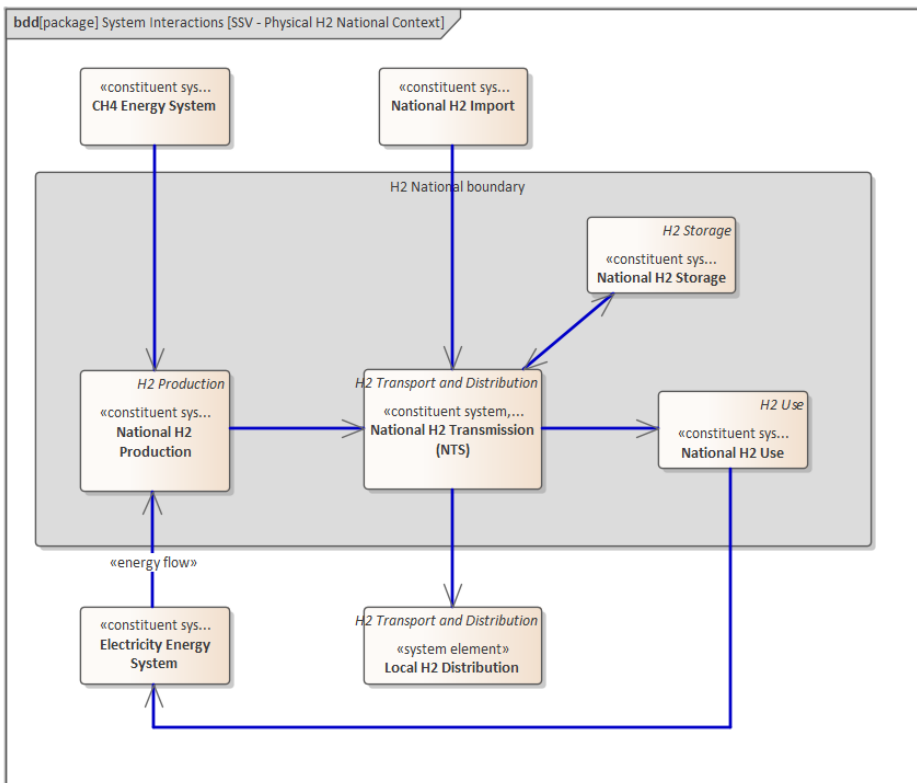 bdd[package] System Interactions [SSV - Physical H2 National Context]
«constituent sys...
CH4 Energy System
«constituent sys...
National H2 Import
H2 National boundary
H2 Storage
«constituent sys...
National H2 Storage
H2 Production
«constituent sys...
National H2
Production
H2 Transport and Distribution
«constituent system,...
National H2 Transmission
(NTS)
H2 Use
«constituent sys...
National H2 Use
«energy flow»
«constituent sys...
Electricity Energy
System
H2 Transport and Distribution
«system element»
Local H2 Distribution